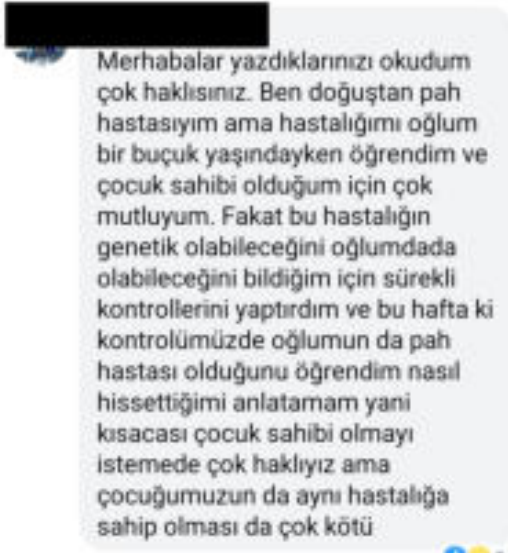 Merhabalar yazdıklarınızı okudum
çok haklısınız. Ben doğuştan pah
hastasıyım ama hastalığımı oğlum
bir buçuk yaşındayken öğrendim ve
çocuk sahibi olduğum için çok
mutluyum. Fakat bu hastalığın
genetik olabileceğini oğlumdada
olabileceğini bildiğim için sürekli
kontrollerini yaptırdım ve bu hafta ki
kontrolümüzde oğlumun da pah
hastası olduğunu öğrendim nasıl
hissettiğimi anlatamam yani
kısacası çocuk sahibi olmayı
istemede çok haklıyız ama
çocuğumuzun da aynı hastalığa
sahip olması da çok kötü